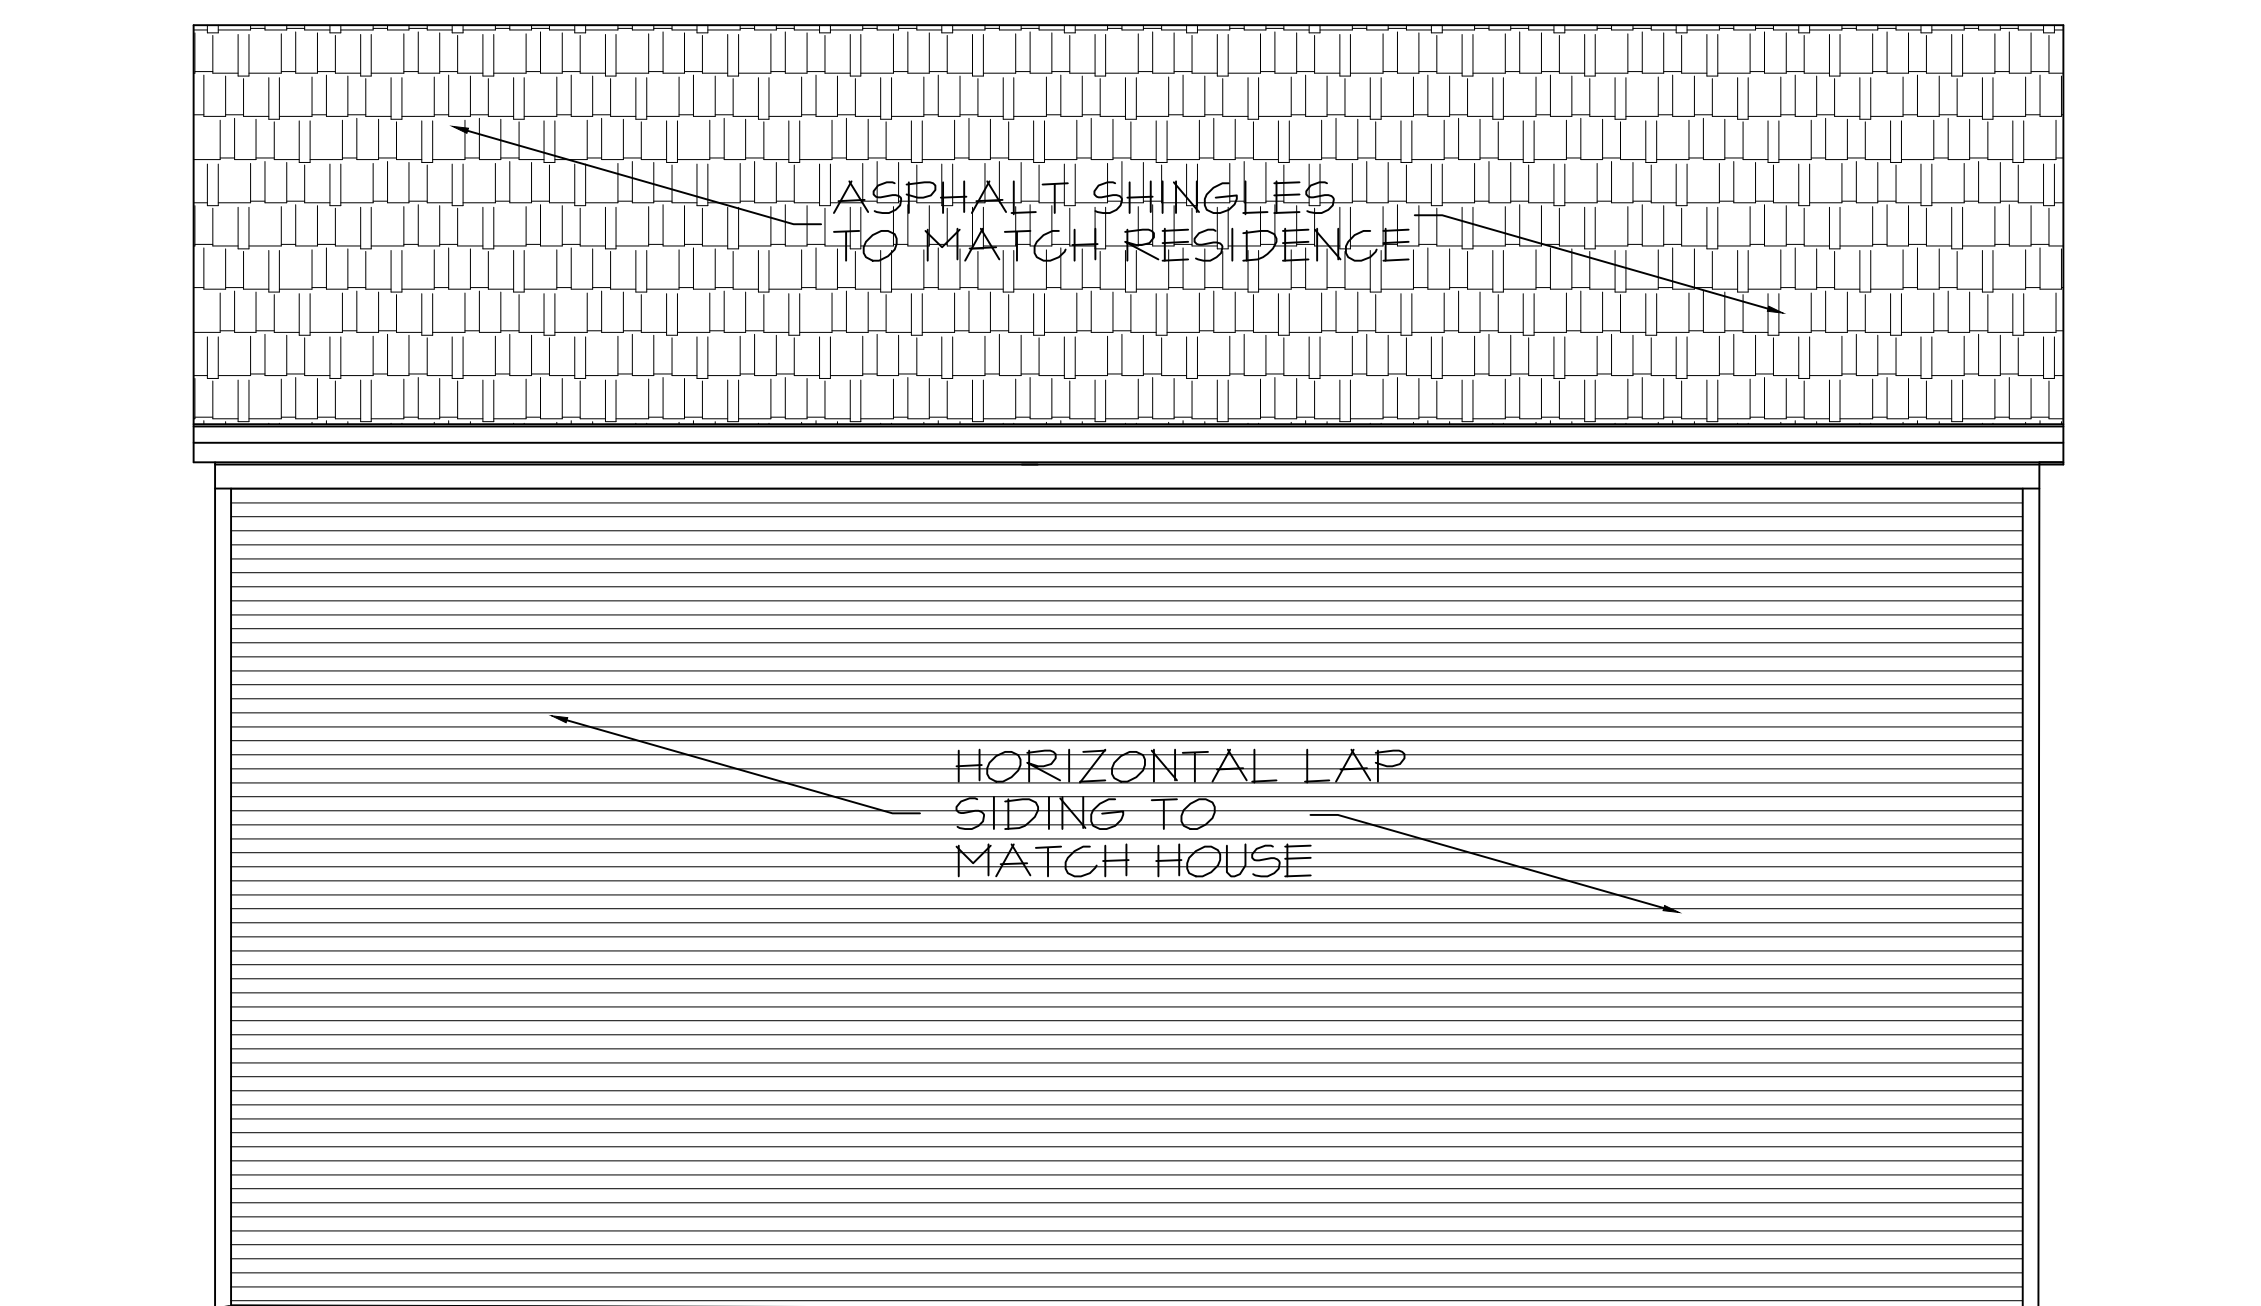 ASPHALT SHINGLES
TO MATCH RESIDENCE
HORIZONTAL LAP
SIDING TO
MATCH HOUSE